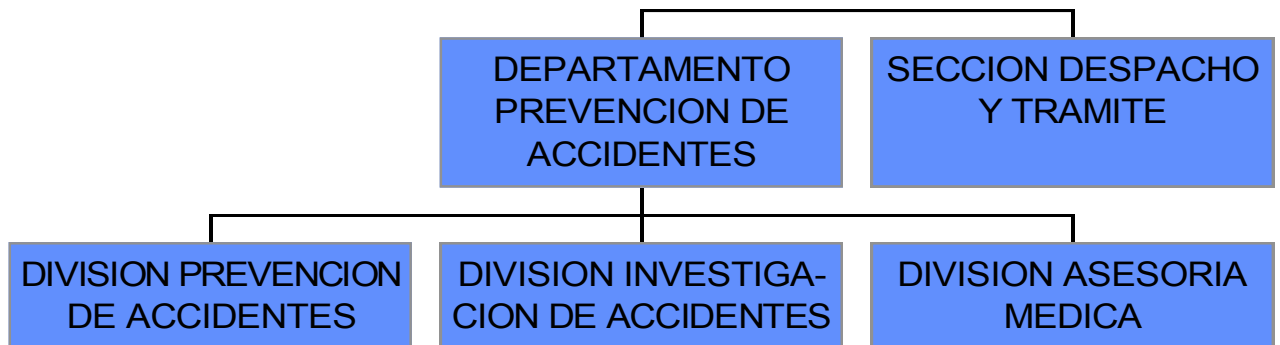 DEPARTAMENTO
PREVENCION DE
ACCIDENTES
SECCION DESPACHO
Y TRAMITE
DIVISION PREVENCION
DE ACCIDENTES
DIVISION INVESTIGA-
CION DE ACCIDENTES
DIVISION ASESORIA
MEDICA